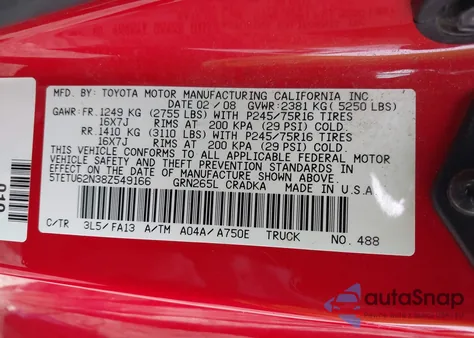 MFD. BY: TOYOTA MOTOR MANUFACTURING CALIFORNIA INC.
DATE 02 / 08 GVWR: 2381 KG ( 5250 LBS)
GAWR: FR. 1249 KG (2755 LBS) WITH P245/75R16 TIRES
16X7J RIMS AT 200 KPA (29 PSI) COLD.
RR. 1410 KG (3110 LBS) WITH P245/75R16 TIRES
16X7J RIMS AT 200 KPA (29 PSI) COLD.
THIS VEHICLE CONFORMS TO ALL APPLICABLE FEDERAL MOTOR
VEHICLE SAFETY AND THEFT PREVENTION STANDARDS IN
EFFECT ON THE DATE OF MANUFACTURE SHOWN ABOVE.
5TETU62N38Z549166 GRN265L CRADKA MADE IN U.S.A.
C/TR 3L5/ FA13 A/TM A04A/ A750E TRUCK NO. 488
autoSnap